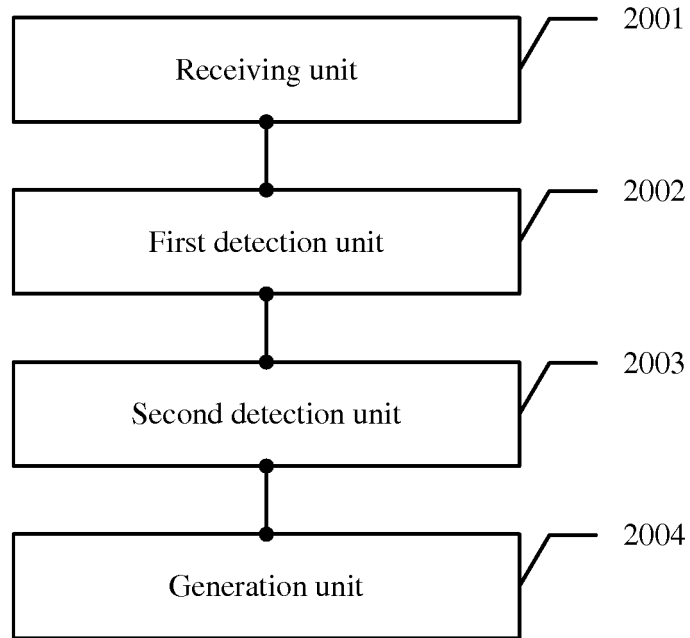 2001
Receiving unit
2002
First detection unit
2003
Second detection unit
2004
Generation unit